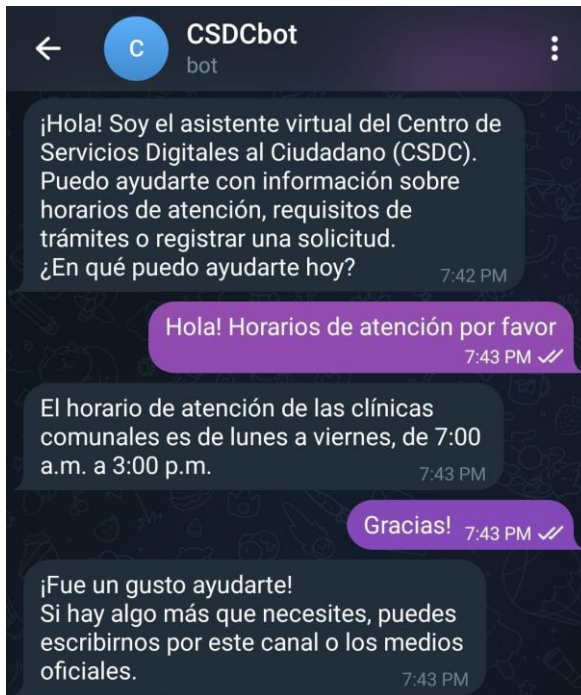 C
CSDCbot
bot
¡Hola! Soy el asistente virtual del Centro de
Servicios Digitales al Ciudadano (CSDC).
Puedo ayudarte con información sobre
horarios de atención, requisitos de
trámites o registrar una solicitud.
¿En qué puedo ayudarte hoy?
7:42 PM
Hola! Horarios de atención por favor
7:43 PM
El horario de atención de las clínicas
comunales es de lunes a viernes, de 7:00
a.m. a 3:00 p.m.
7:43 PM
Gracias! 7:43 PM
¡Fue un gusto ayudarte!
Si hay algo más que necesites, puedes
escribirnos por este canal o los medios
oficiales.
7:43 PM